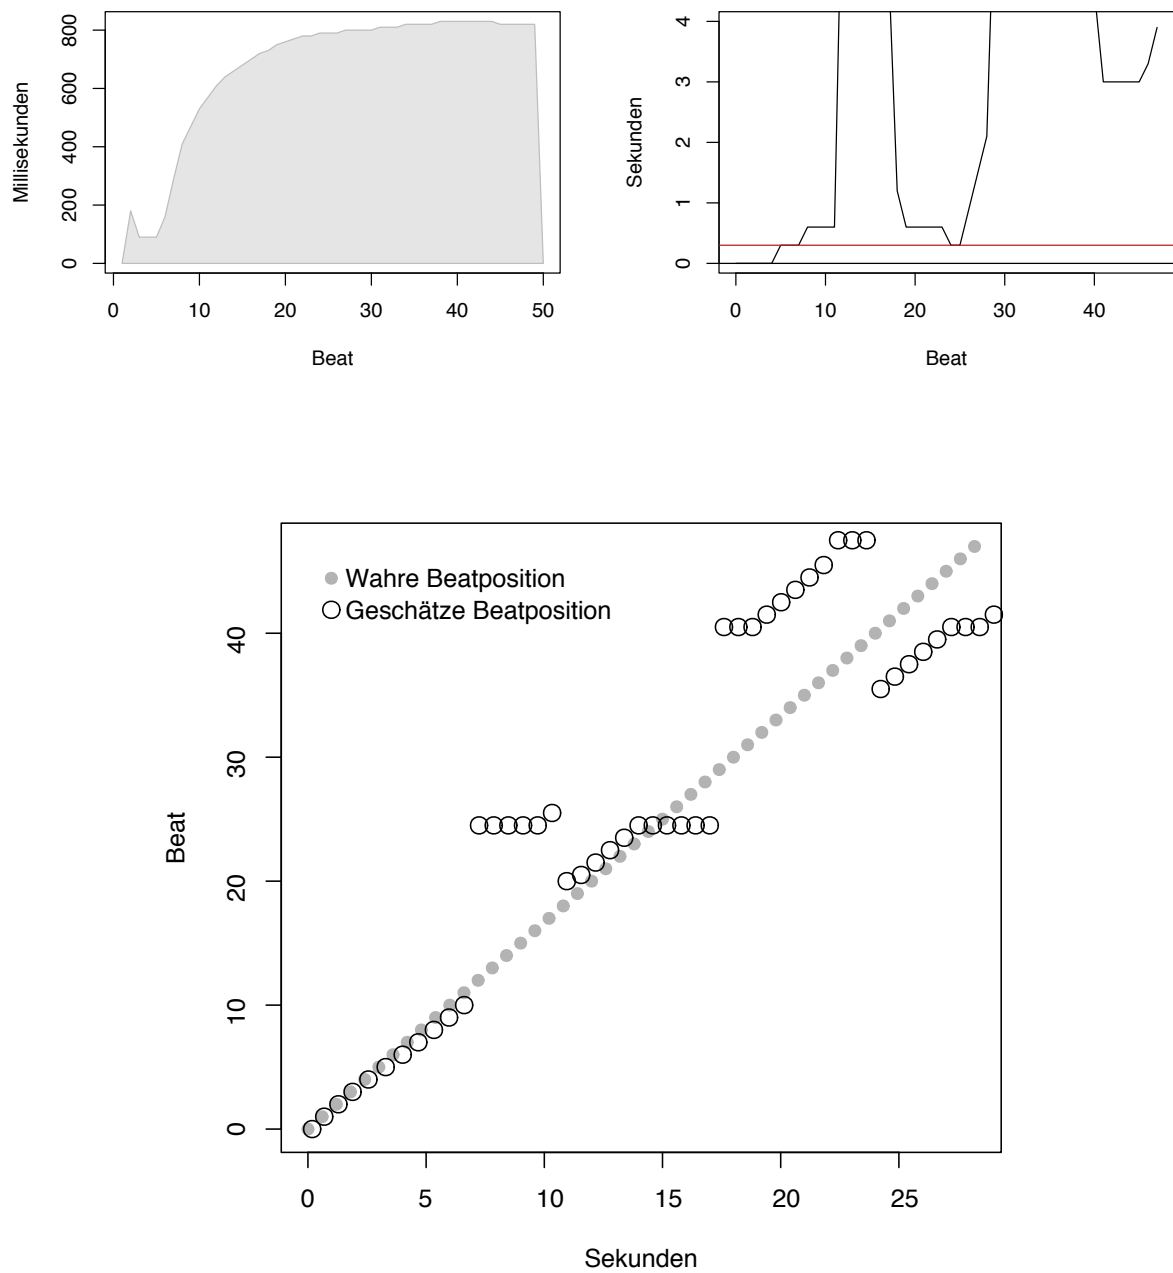 Millisekunden
0 200 400 600 800
0 10 20 30 40 50
Beat
Sekunden
0 1 2 3 4
0 10 20 30 40
Beat
Wahre Beatposition
Geschätze Beatposition
Beat
0 10 20 30 40
0 5 10 15 20 25
Sekunden